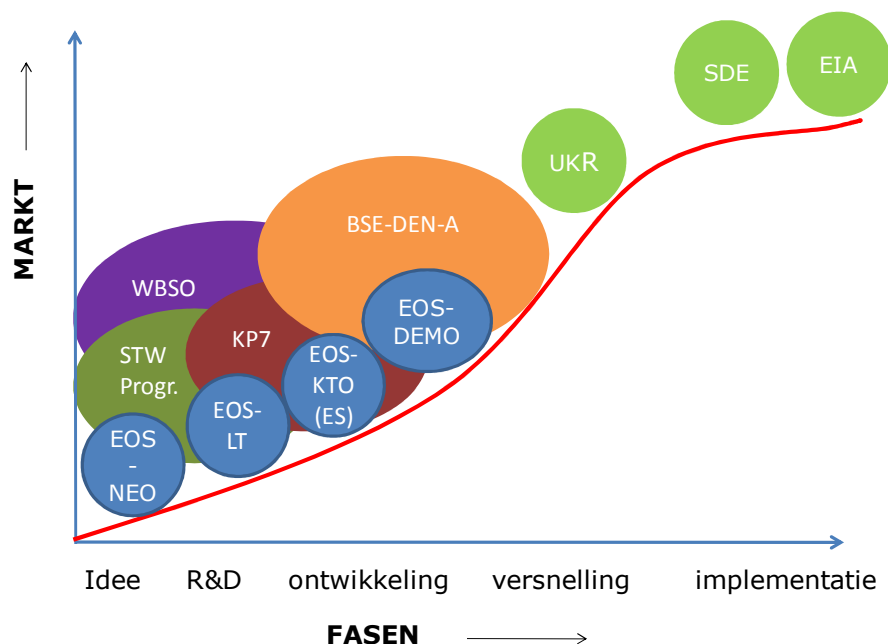 MARKT
SDE
EIA
UKR
BSE-DEN-A
WBSO
EOS-
DEMO
KP7
STW
Progr.
EOS-
KTO
(ES)
EOS-
LT
EOS
-
NEO
Idee R&D ontwikkeling versnelling implementatie
FASEN